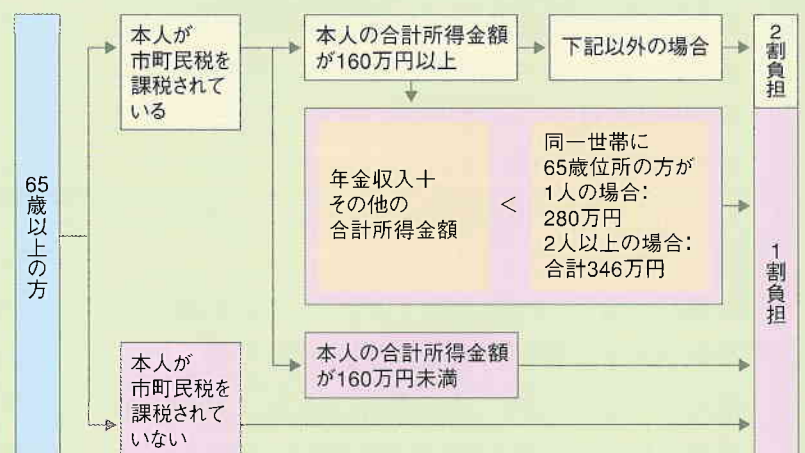 65歳以上の方
本人が
市町民税を
課税されて
いる
本人の合計所得金額
が160万円以上
下記以外の場合
2割負担
年金収入＋
その他の
合計所得金額
＜
同一世帯に
65歳位所の方が
1人の場合：
280万円
2人以上の場合：
合計346万円
1割負担
本人の合計所得金額
が160万円未満
本人が
市町民税を
課税されて
いない